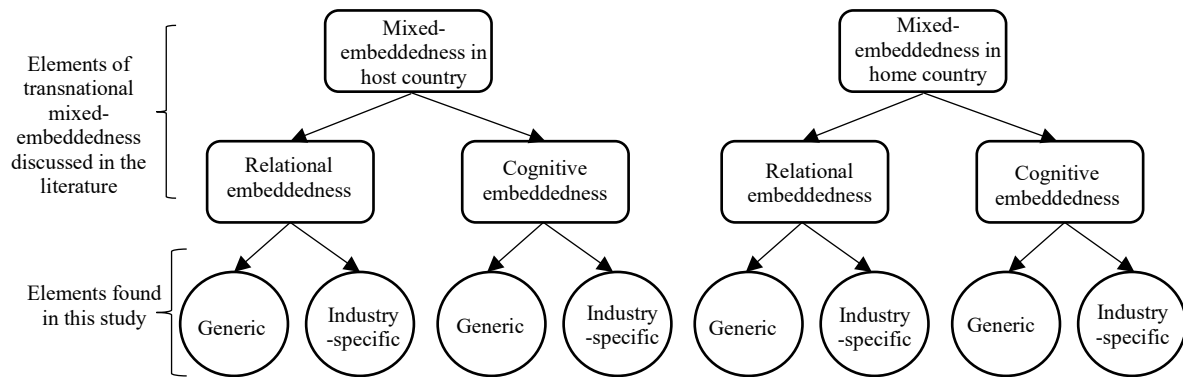 Elements of
transnational
mixed-
embeddedness
discussed in the
literature
Mixed-
embeddedness in
host country
Mixed-
embeddedness in
home country
Relational
embeddedness
Cognitive
embeddedness
Relational
embeddedness
Cognitive
embeddedness
Elements found
in this study
Generic
Industry
-specific
Generic
Industry
-specific
Generic
Industry
-specific
Generic
Industry
-specific